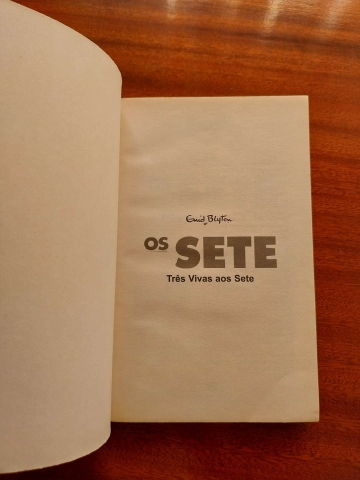 Enid Blyton
OS SETE
Três Vivas aos Sete